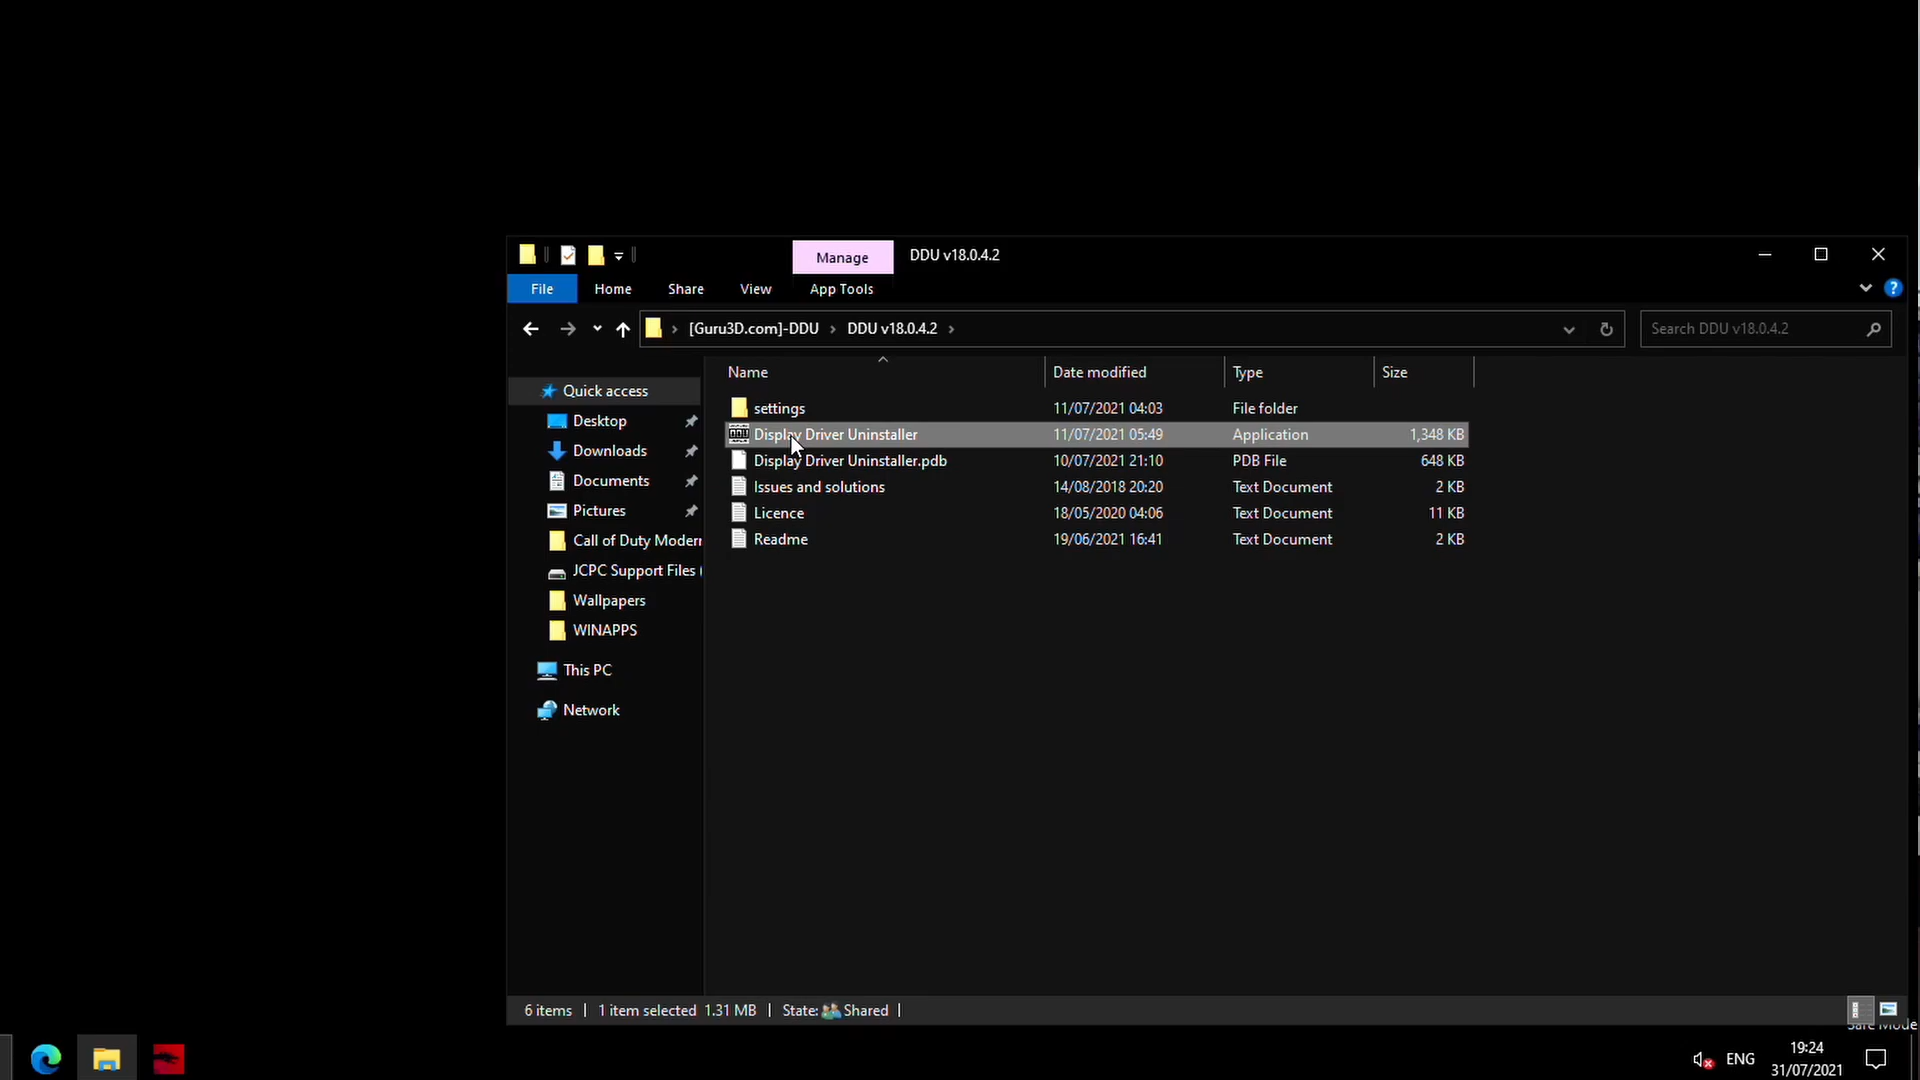 Manage
DDU v18.0.4.2
File
Home
Share
View
App Tools
[Guru3D.com]-DDU
DDU v18.0.4.2
Search DDU v18.0.4.2
Name
Date modified
Type
Size
Quick access
Desktop
Downloads
Documents
Pictures
Call of Duty Modern
JCPC Support Files (
Wallpapers
WINAPPS
This PC
Network
settings 11/07/2021 04:03 File folder
Display Driver Uninstaller 11/07/2021 05:49 Application 1,348 KB
Display Driver Uninstaller.pdb 10/07/2021 21:10 PDB File 648 KB
Issues and solutions 14/08/2018 20:20 Text Document 2 KB
Licence 18/05/2020 04:06 Text Document 11 KB
Readme 19/06/2021 16:41 Text Document 2 KB
6 items
1 item selected 1.31 MB
State: Shared
Safe Mode
ENG
19:24
31/07/2021